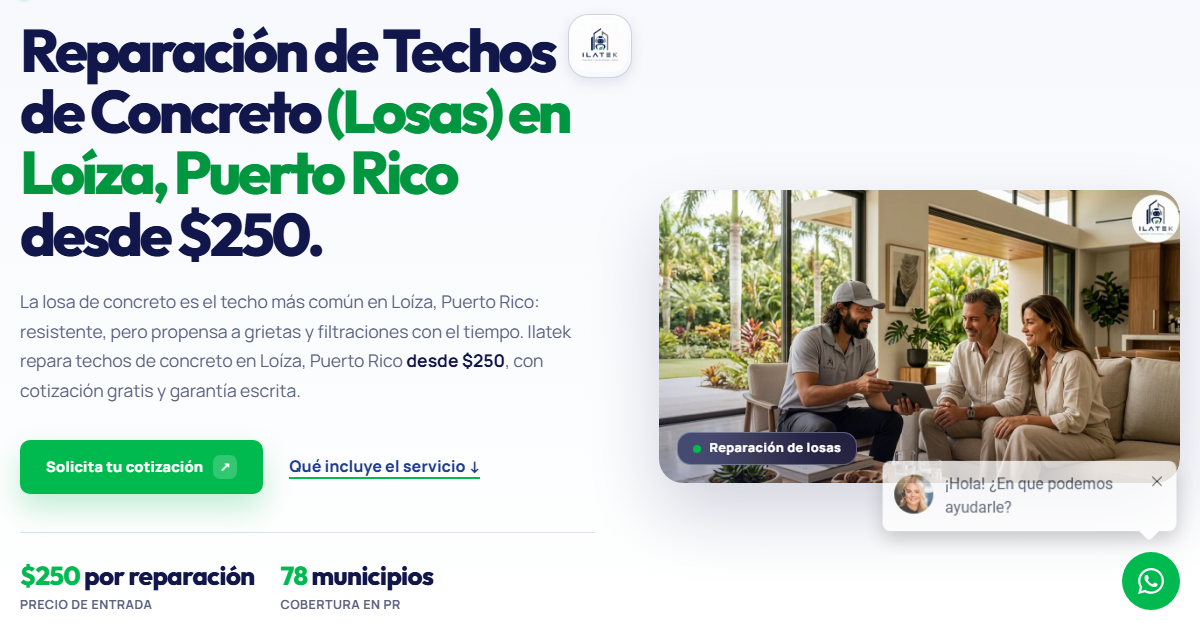 Reparación de Techos
ILATEK
de Concreto (Losas) en
Loíza, Puerto Rico
desde $250.
La losa de concreto es el techo más común en Loíza, Puerto Rico:
resistente, pero propensa a grietas y filtraciones con el tiempo. Ilatek
repara techos de concreto en Loíza, Puerto Rico desde $250, con
cotización gratis y garantía escrita.
Solicita tu cotización ↗
Qué incluye el servicio ↓
$250 por reparación
PRECIO DE ENTRADA
78 municipios
COBERTURA EN PR
ILATEK
Reparación de losas
¡Hola! ¿En que podemos
ayudarle?